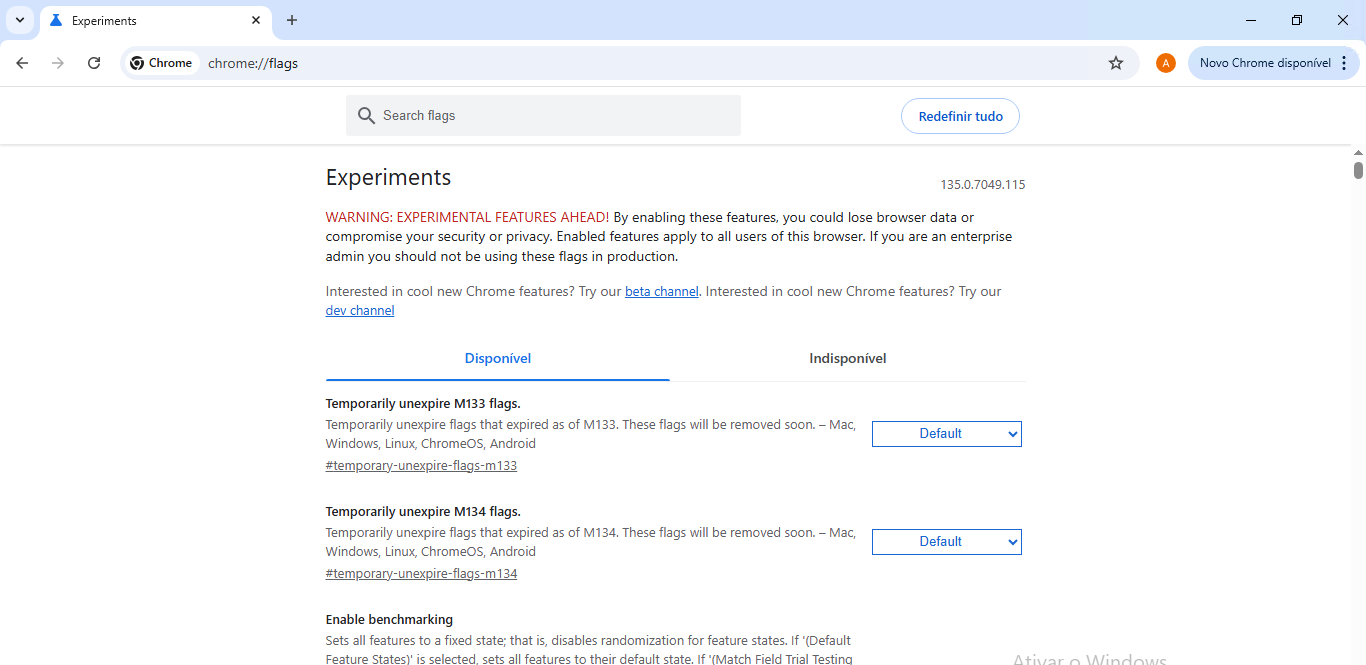 Experiments
Chrome
chrome://flags
A
Novo Chrome disponível
Search flags
Redefinir tudo
Experiments
135.0.7049.115
WARNING: EXPERIMENTAL FEATURES AHEAD! By enabling these features, you could lose browser data or
compromise your security or privacy. Enabled features apply to all users of this browser. If you are an enterprise
admin you should not be using these flags in production.
Interested in cool new Chrome features? Try our beta channel. Interested in cool new Chrome features? Try our
dev channel
Disponível
Indisponível
Temporarily unexpire M133 flags.
Temporarily unexpire flags that expired as of M133. These flags will be removed soon. – Mac,
Windows, Linux, ChromeOS, Android
#temporary-unexpire-flags-m133
Default
Temporarily unexpire M134 flags.
Temporarily unexpire flags that expired as of M134. These flags will be removed soon. – Mac,
Windows, Linux, ChromeOS, Android
#temporary-unexpire-flags-m134
Default
Enable benchmarking
Sets all features to a fixed state; that is, disables randomization for feature states. If '(Default
Feature States)' is selected, sets all features to their default state. If '(Match Field Trial Testing
Ativar o Windows